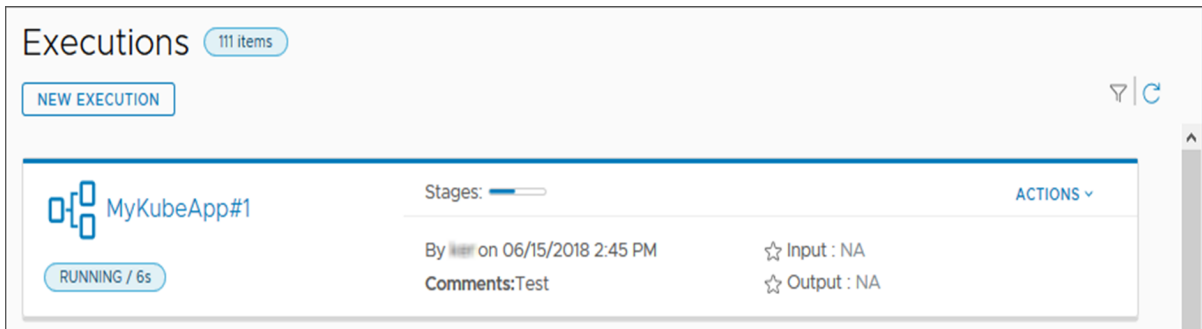 Executions 111 items
NEW EXECUTION
MyKubeApp#1
RUNNING / 6s
Stages:
ACTIONS
By on 06/15/2018 2:45 PM
Comments:Test
Input : NA
Output : NA